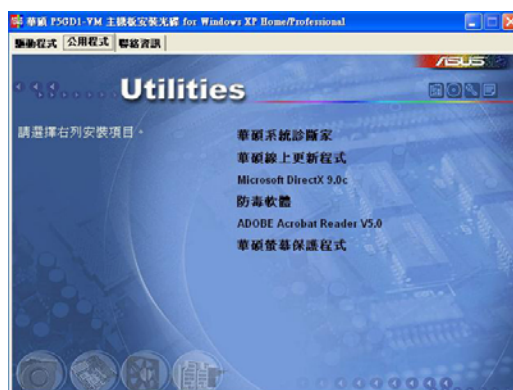 華碩 P5GD1-VM 主機板安裝光碟 for Windows XP Home/Professional
驅動程式 公用程式 聯絡資訊
ASUS
Utilities
請選擇右列安裝項目。
華碩系統診斷家
華碩線上更新程式
Microsoft DirectX 9.0c
防毒軟體
ADOBE Acrobat Reader V5.0
華碩螢幕保護程式